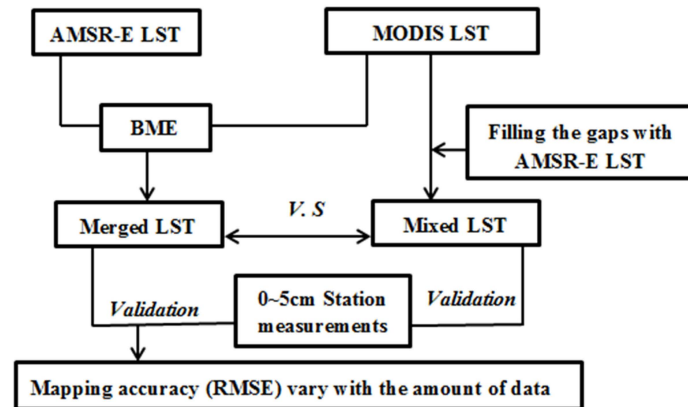 AMSR-E LST
MODIS LST
BME
Filling the gaps with
AMSR-E LST
Merged LST
V. S
Mixed LST
Validation
0~5cm Station
measurements
Validation
Mapping accuracy (RMSE) vary with the amount of data